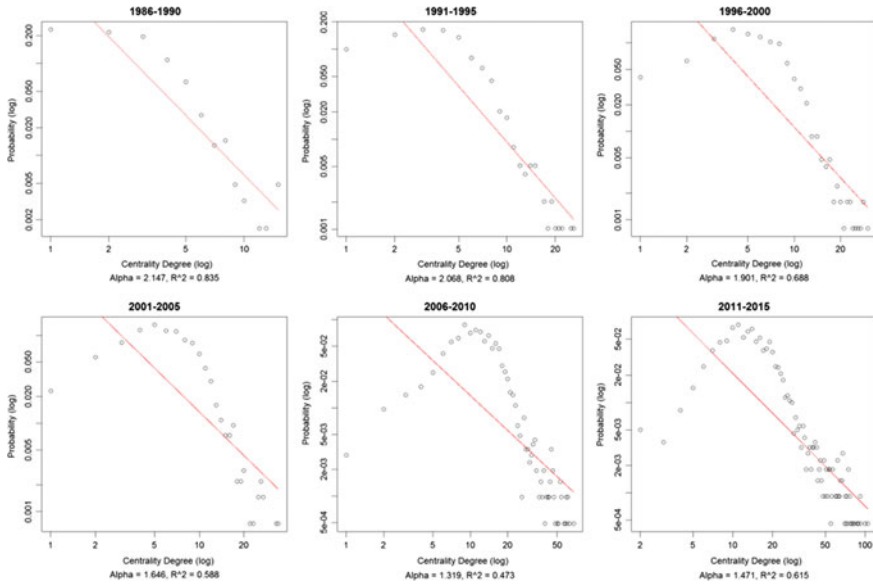 1986-1990
Probability (log)
0.200
0.050
0.020
0.005
0.002
1 2 5 10
Centrality Degree (log)
Alpha = 2.147, R^2 = 0.835
1991-1995
Probability (log)
0.200
0.050
0.020
0.005
0.001
1 2 5 10 20
Centrality Degree (log)
Alpha = 2.068, R^2 = 0.808
1996-2000
Probability (log)
0.100
0.020
0.005
0.001
1 2 5 10 20
Centrality Degree (log)
Alpha = 1.901, R^2 = 0.688
2001-2005
Probability (log)
0.050
0.020
0.005
0.001
1 2 5 10 20
Centrality Degree (log)
Alpha = 1.646, R^2 = 0.588
2006-2010
Probability (log)
5e-02
2e-02
5e-03
2e-03
5e-04
1 2 5 10 20 50
Centrality Degree (log)
Alpha = 1.319, R^2 = 0.473
2011-2015
Probability (log)
5e-02
2e-02
5e-03
2e-03
5e-04
2 5 10 20 50 100
Centrality Degree (log)
Alpha = 1.471, R^2 = 0.615